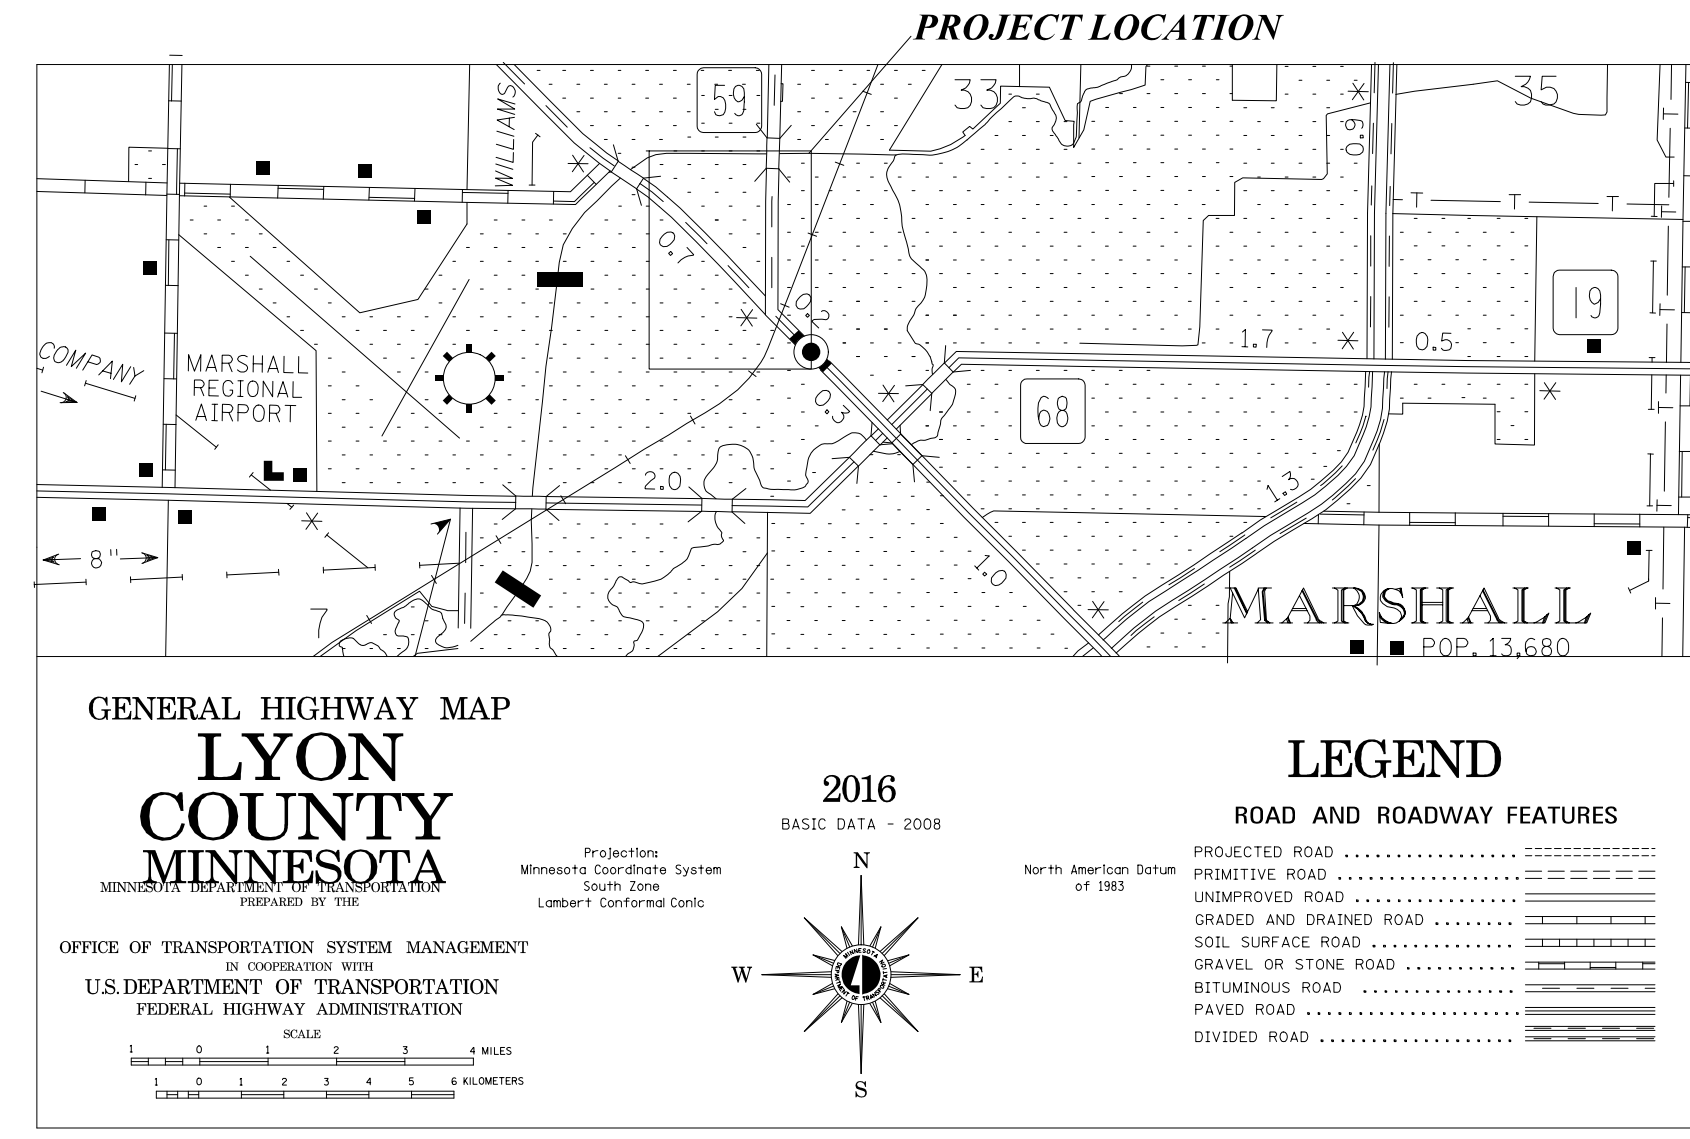 PROJECT LOCATION
59
33
35
WILLIAMS
0.9
0.7
0.2
19
COMPANY
MARSHALL
REGIONAL
AIRPORT
1.7
0.5
0.3
68
2.0
1.3
8"
1.0
7
MARSHALL
POP. 13,680
T T T
GENERAL HIGHWAY MAP
LYON
COUNTY
MINNESOTA
MINNESOTA DEPARTMENT OF TRANSPORTATION
PREPARED BY THE
OFFICE OF TRANSPORTATION SYSTEM MANAGEMENT
IN COOPERATION WITH
U.S. DEPARTMENT OF TRANSPORTATION
FEDERAL HIGHWAY ADMINISTRATION
SCALE
1 0 1 2 3 4 MILES
1 0 1 2 3 4 5 6 KILOMETERS
2016
BASIC DATA - 2008
Projection:
Minnesota Coordinate System
South Zone
Lambert Conformal Conic
North American Datum
of 1983
N
W E
S
MINNESOTA DEPARTMENT OF TRANSPORTATION
LEGEND
ROAD AND ROADWAY FEATURES
PROJECTED ROAD
PRIMITIVE ROAD
UNIMPROVED ROAD
GRADED AND DRAINED ROAD
SOIL SURFACE ROAD
GRAVEL OR STONE ROAD
BITUMINOUS ROAD
PAVED ROAD
DIVIDED ROAD